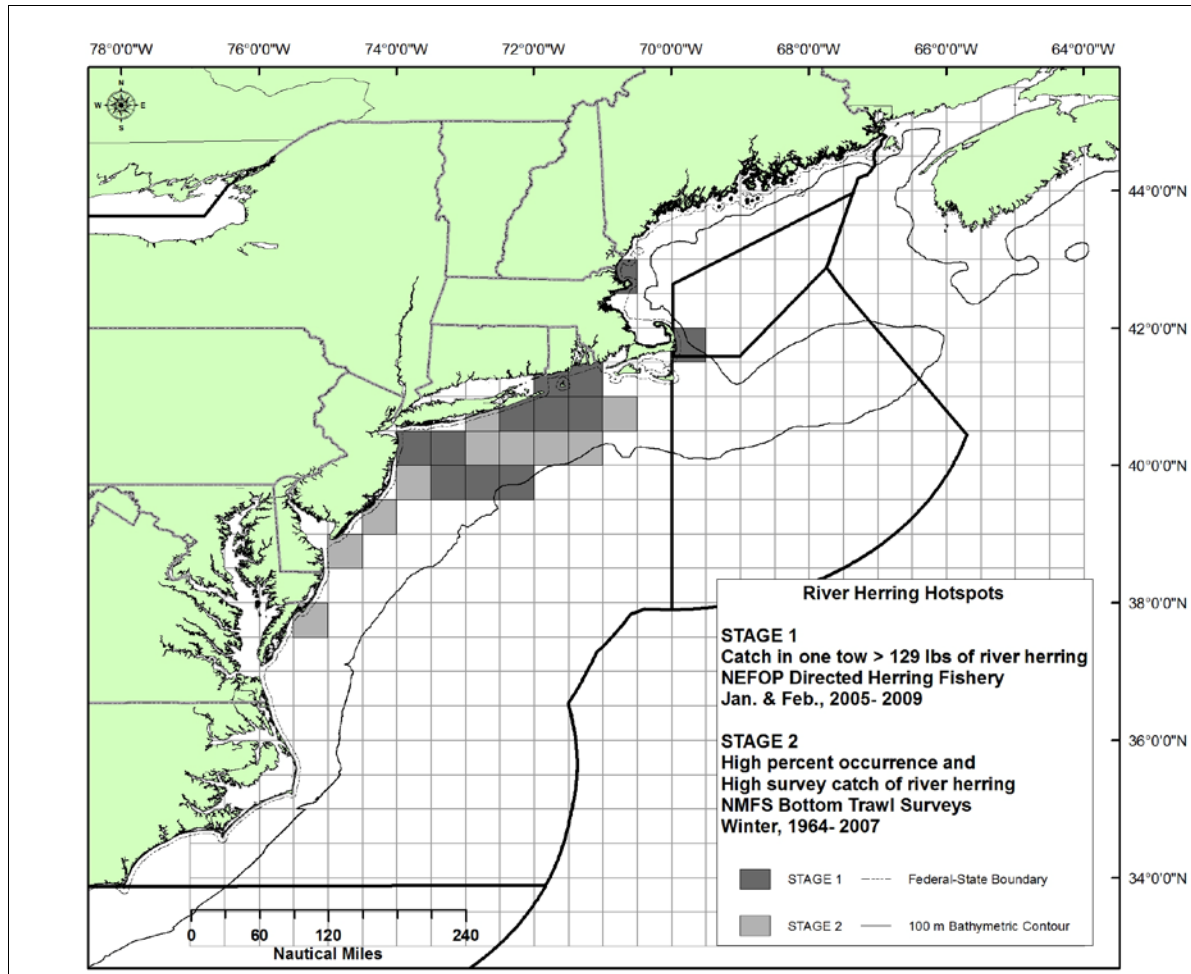 78°0'0"W 76°0'0"W 74°0'0"W 72°0'0"W 70°0'0"W 68°0'0"W 66°0'0"W 64°0'0"W
N
W E
S
44°0'0"N
42°0'0"N
40°0'0"N
38°0'0"N
36°0'0"N
34°0'0"N
River Herring Hotspots
STAGE 1
Catch in one tow > 129 lbs of river herring
NEFOP Directed Herring Fishery
Jan. & Feb., 2005- 2009
STAGE 2
High percent occurrence and
High survey catch of river herring
NMFS Bottom Trawl Surveys
Winter, 1964- 2007
STAGE 1 Federal-State Boundary
STAGE 2 100 m Bathymetric Contour
0 60 120 240
Nautical Miles